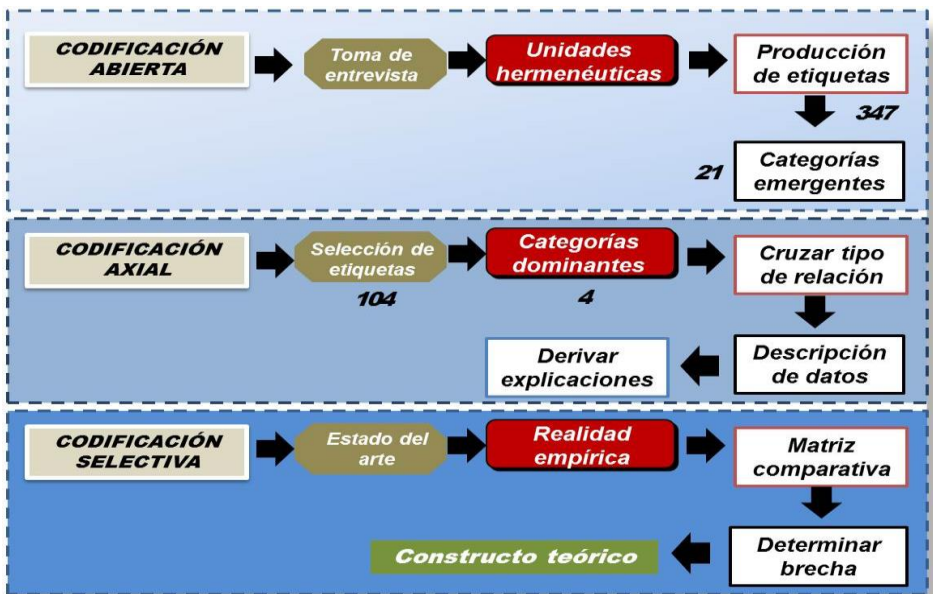 CODIFICACIÓN
ABIERTA
Toma de
entrevista
Unidades
hermenéuticas
Producción
de etiquetas
347
21
Categorías
emergentes
CODIFICACIÓN
AXIAL
Selección de
etiquetas
104
Categorías
dominantes
4
Cruzar tipo
de relación
Descripción
de datos
Derivar
explicaciones
CODIFICACIÓN
SELECTIVA
Estado del
arte
Realidad
empírica
Matriz
comparativa
Determinar
brecha
Constructo teórico